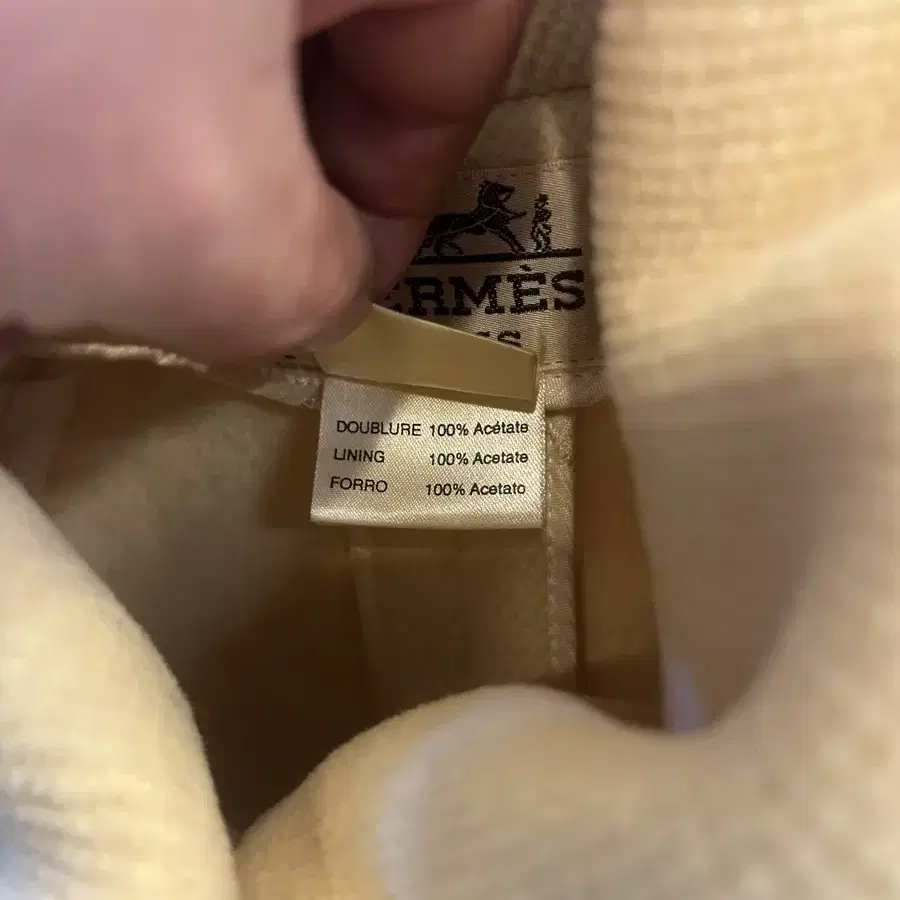 ERMÈS
DOUBLURE 100% Acétate
LINING 100% Acetate
FORRO 100% Acetato